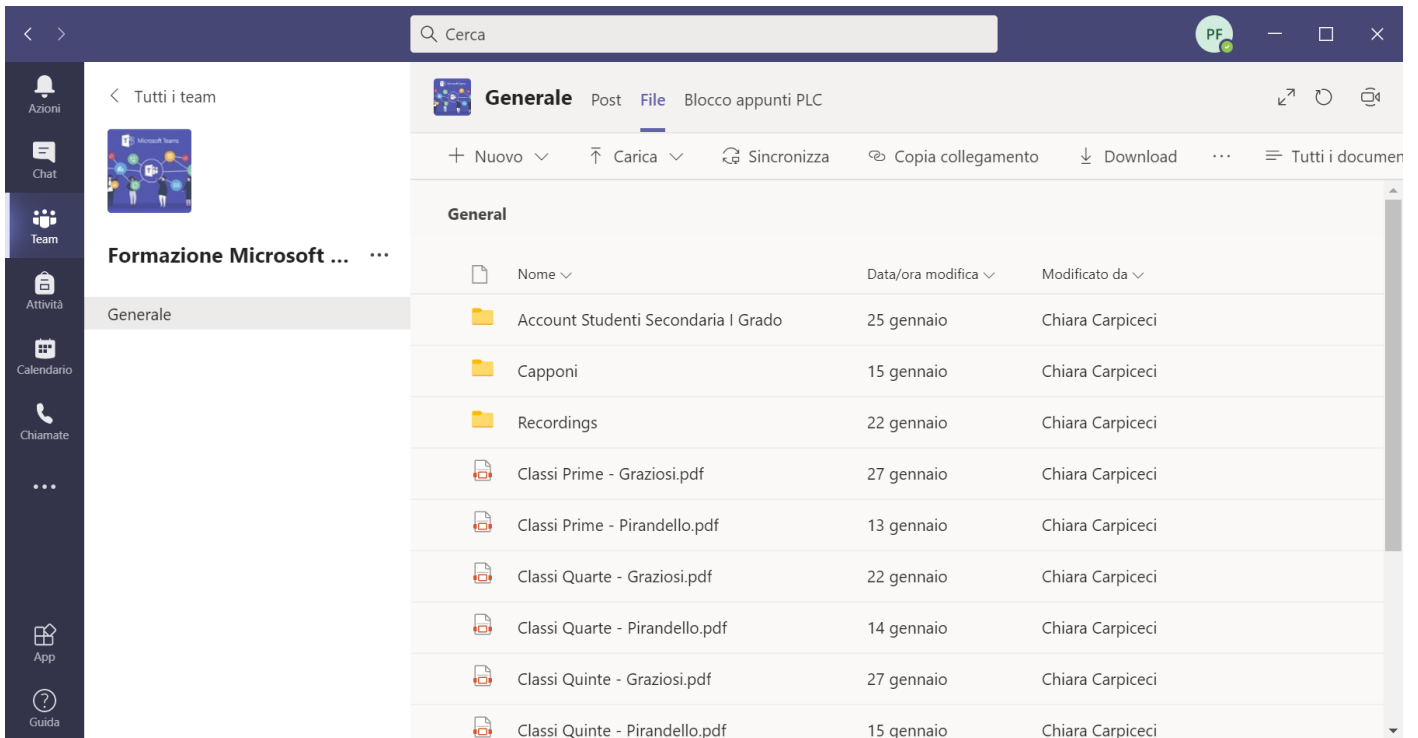 Cerca
PF
Azioni
Chat
Team
Attività
Calendario
Chiamate
App
Guida
Tutti i team
Microsoft Teams
Formazione Microsoft ... ...
Generale
Generale Post File Blocco appunti PLC
Nuovo Carica Sincronizza Copia collegamento Download ... Tutti i documen
General
Nome Data/ora modifica Modificato da
Account Studenti Secondaria I Grado 25 gennaio Chiara Carpiceci
Capponi 15 gennaio Chiara Carpiceci
Recordings 22 gennaio Chiara Carpiceci
Classi Prime - Graziosi.pdf 27 gennaio Chiara Carpiceci
Classi Prime - Pirandello.pdf 13 gennaio Chiara Carpiceci
Classi Quarte - Graziosi.pdf 22 gennaio Chiara Carpiceci
Classi Quarte - Pirandello.pdf 14 gennaio Chiara Carpiceci
Classi Quinte - Graziosi.pdf 27 gennaio Chiara Carpiceci
Classi Quinte - Pirandello.pdf 15 gennaio Chiara Carpiceci